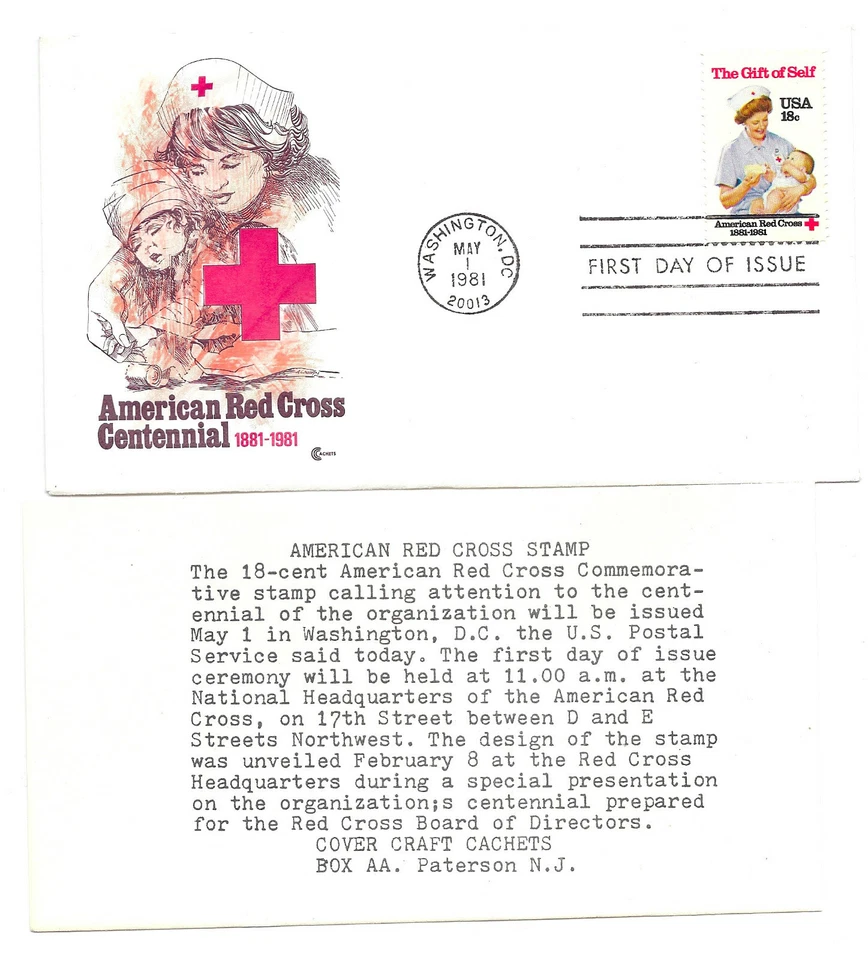 The Gift of Self
USA
18c
American Red Cross
1881-1981
WASHINGTON, DC
MAY
1
1981
20013
FIRST DAY OF ISSUE
American Red Cross
Centennial 1881-1981
CC ACHETS
AMERICAN RED CROSS STAMP
The 18-cent American Red Cross Commemora-
tive stamp calling attention to the cent-
ennial of the organization will be issued
May 1 in Washington, D.C. the U.S. Postal
Service said today. The first day of issue
ceremony will be held at 11.00 a.m. at the
National Headquarters of the American Red
Cross, on 17th Street between D and E
Streets Northwest. The design of the stamp
was unveiled February 8 at the Red Cross
Headquarters during a special presentation
on the organization;s centennial prepared
for the Red Cross Board of Directors.
COVER CRAFT CACHETS
BOX AA. Paterson N.J.